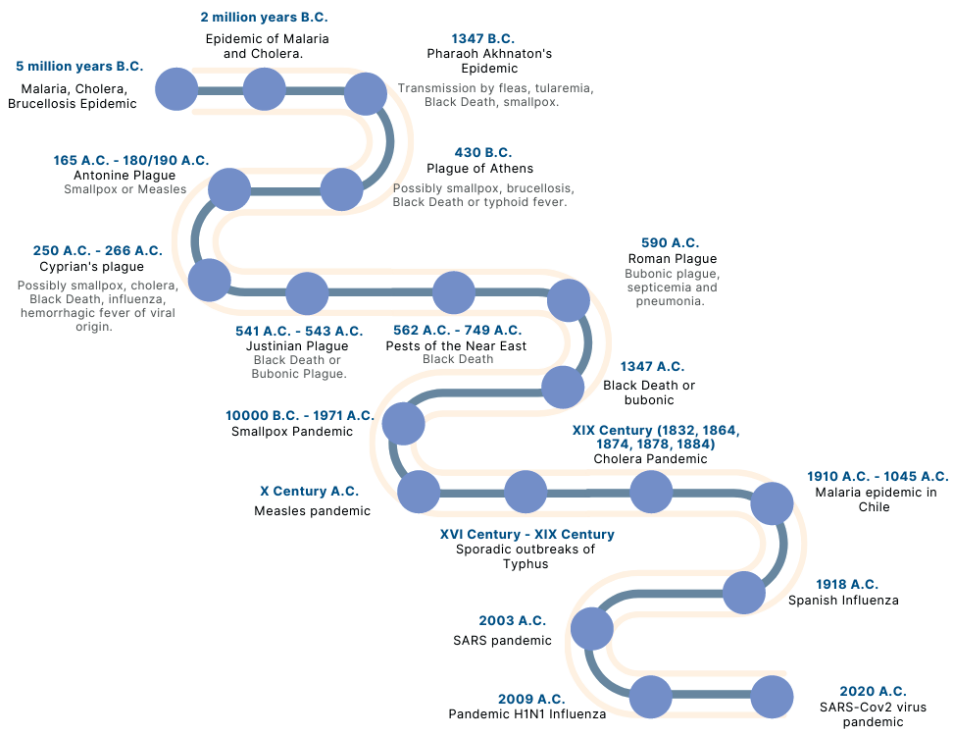 2 million years B.C.
Epidemic of Malaria
and Cholera.
5 million years B.C.
Malaria, Cholera,
Brucellosis Epidemic
1347 B.C.
Pharaoh Akhnaton's
Epidemic
Transmission by fleas, tularemia,
Black Death, smallpox.
430 B.C.
Plague of Athens
Possibly smallpox, brucellosis,
Black Death or typhoid fever.
165 A.C. - 180/190 A.C.
Antonine Plague
Smallpox or Measles
250 A.C. - 266 A.C.
Cyprian's plague
Possibly smallpox, cholera,
Black Death, influenza,
hemorrhagic fever of viral
origin.
541 A.C. - 543 A.C.
Justinian Plague
Black Death or
Bubonic Plague.
562 A.C. - 749 A.C.
Pests of the Near East
Black Death
590 A.C.
Roman Plague
Bubonic plague,
septicemia and
pneumonia.
1347 A.C.
Black Death or
bubonic
10000 B.C. - 1971 A.C.
Smallpox Pandemic
X Century A.C.
Measles pandemic
XVI Century - XIX Century
Sporadic outbreaks of
Typhus
XIX Century (1832, 1864,
1874, 1878, 1884)
Cholera Pandemic
1910 A.C. - 1045 A.C.
Malaria epidemic in
Chile
1918 A.C.
Spanish Influenza
2003 A.C.
SARS pandemic
2009 A.C.
Pandemic H1N1 Influenza
2020 A.C.
SARS-Cov2 virus
pandemic